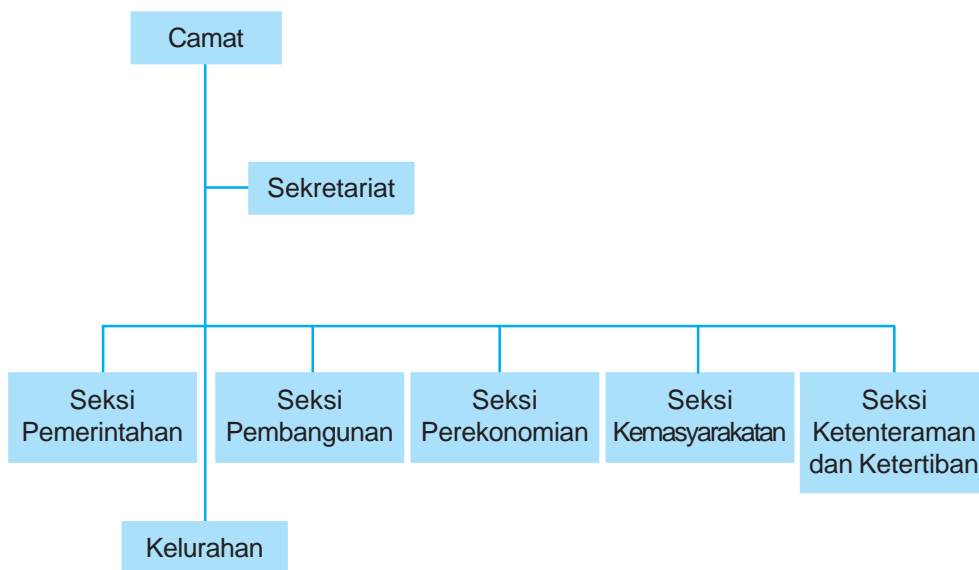 Camat
Sekretariat
Seksi
Pemerintahan
Seksi
Pembangunan
Seksi
Perekonomian
Seksi
Kemasyarakatan
Seksi
Ketenteraman
dan Ketertiban
Kelurahan